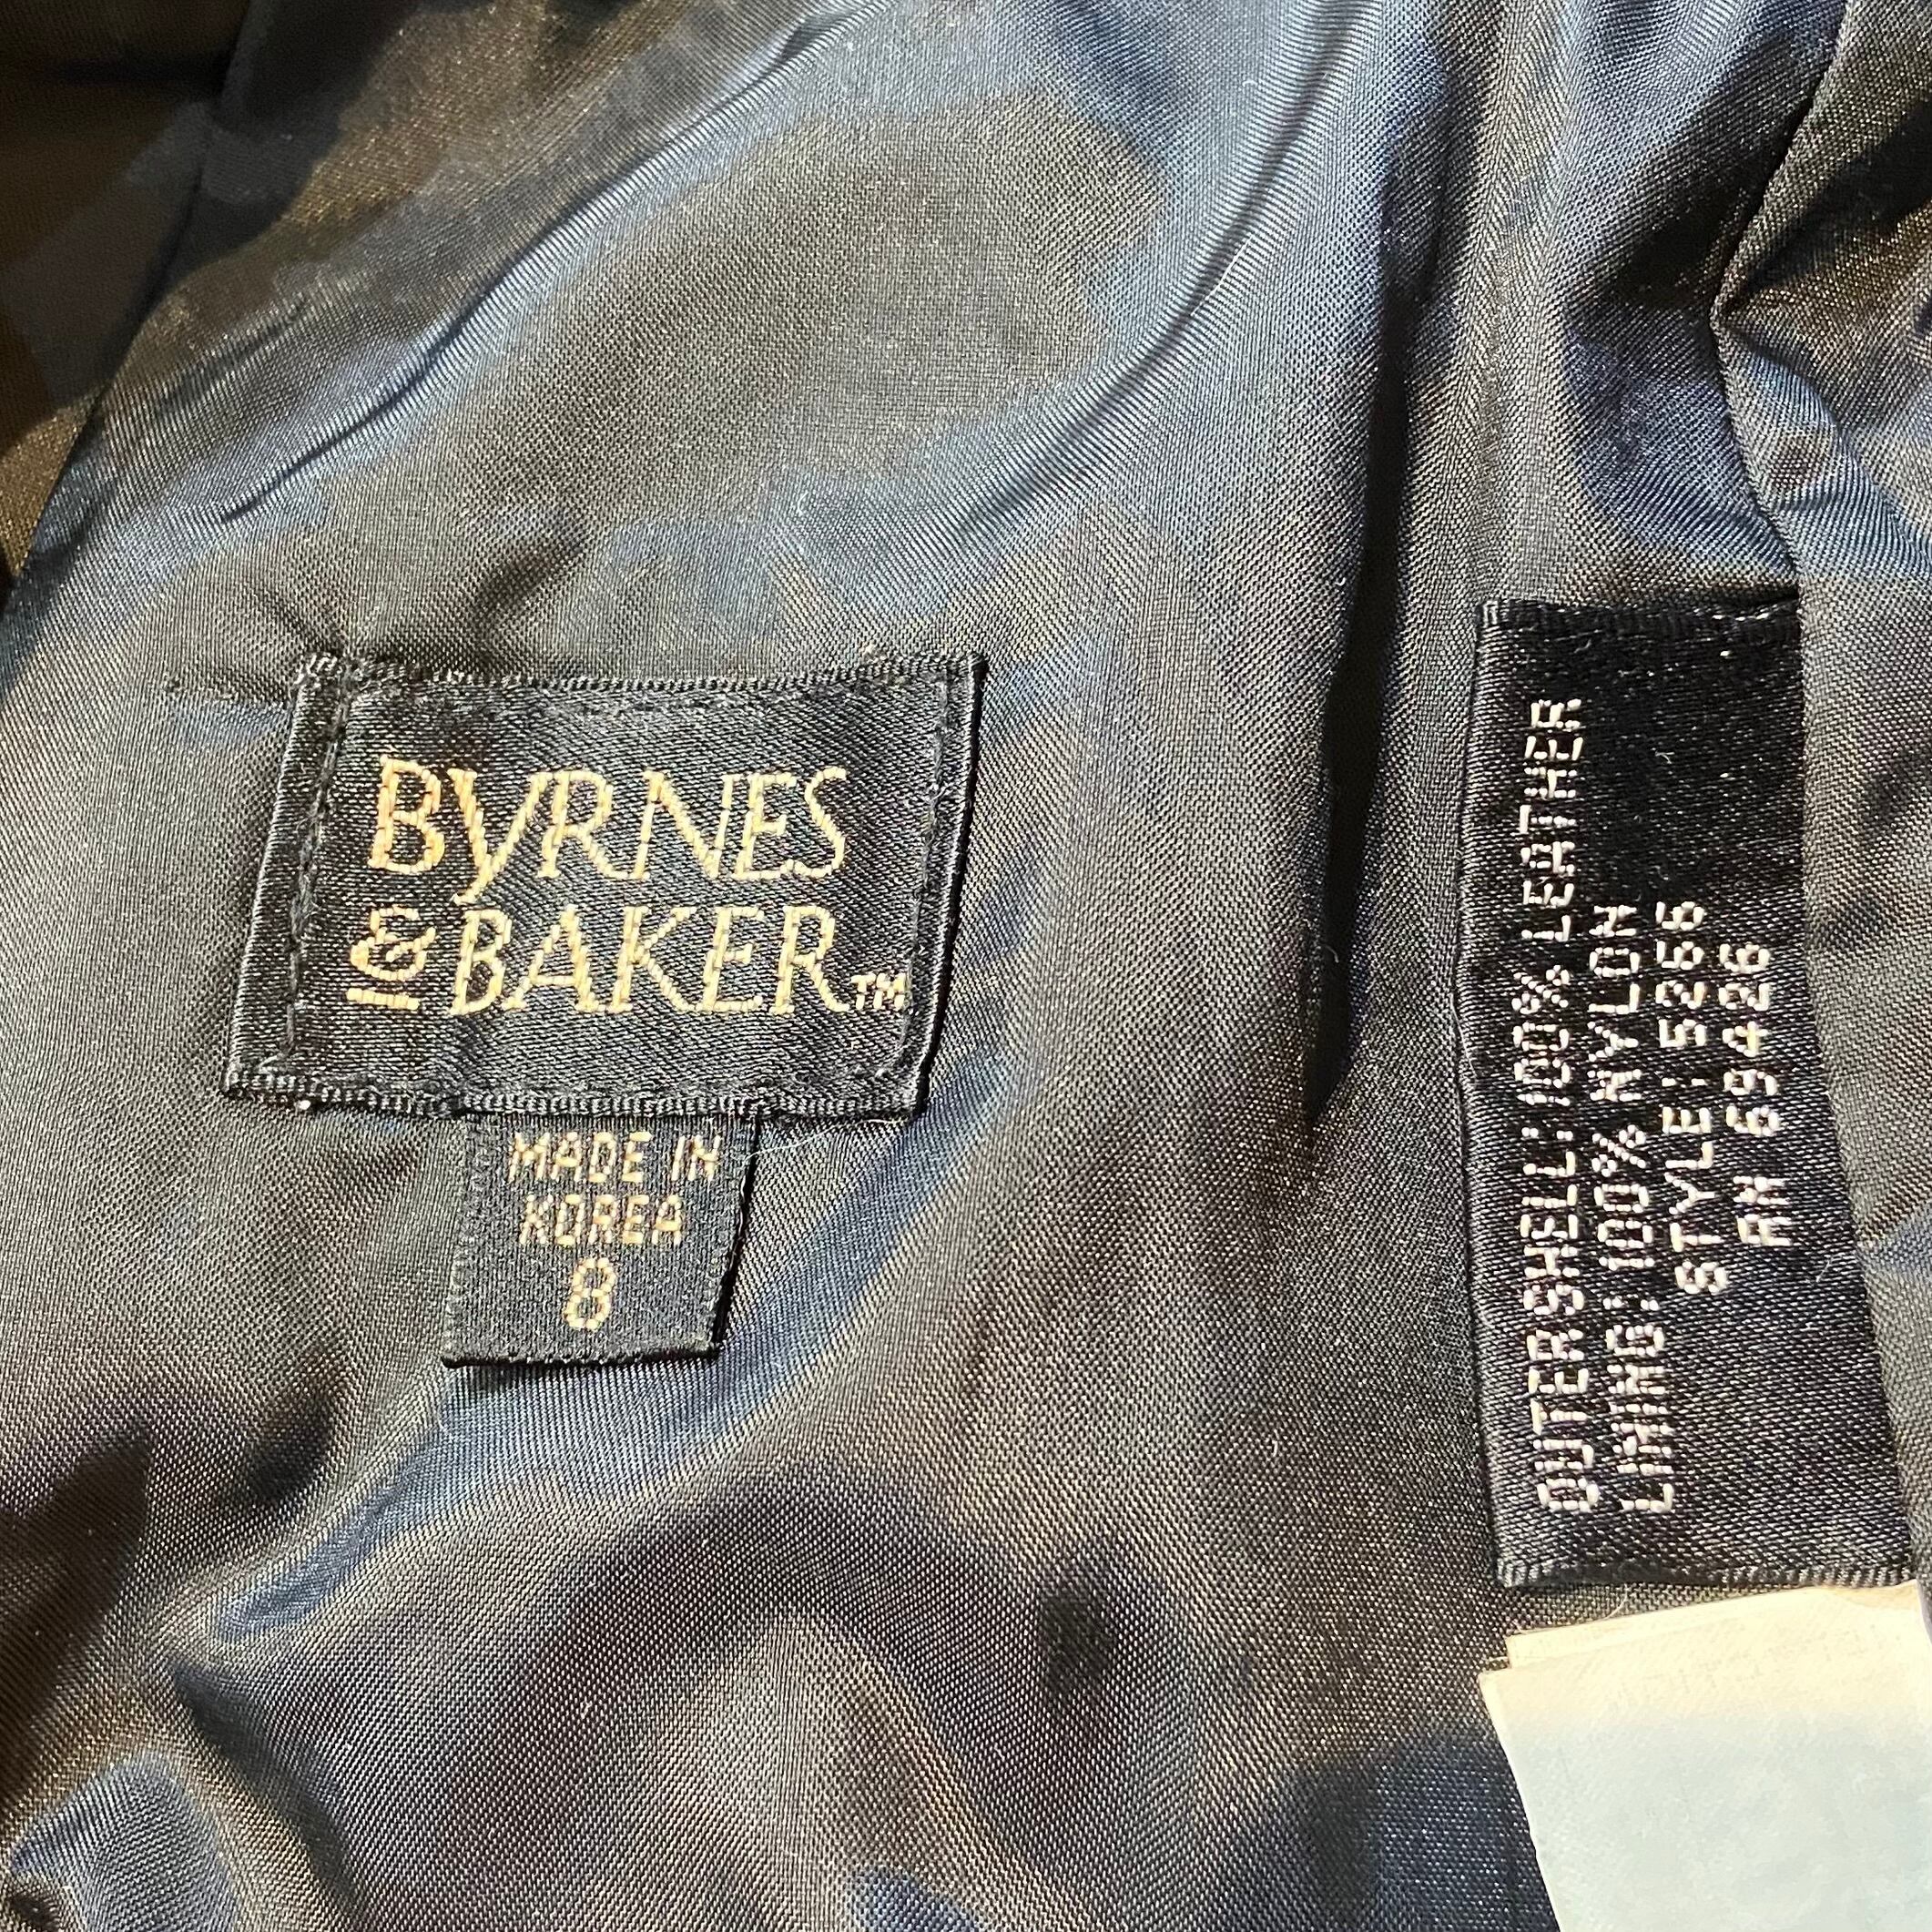 BYRNES
& BAKER™
MADE IN
KOREA
8
OUTERSHELL: 100% LEATHER
LINING: 100% NYLON
STYLE: 5266
RN 69426